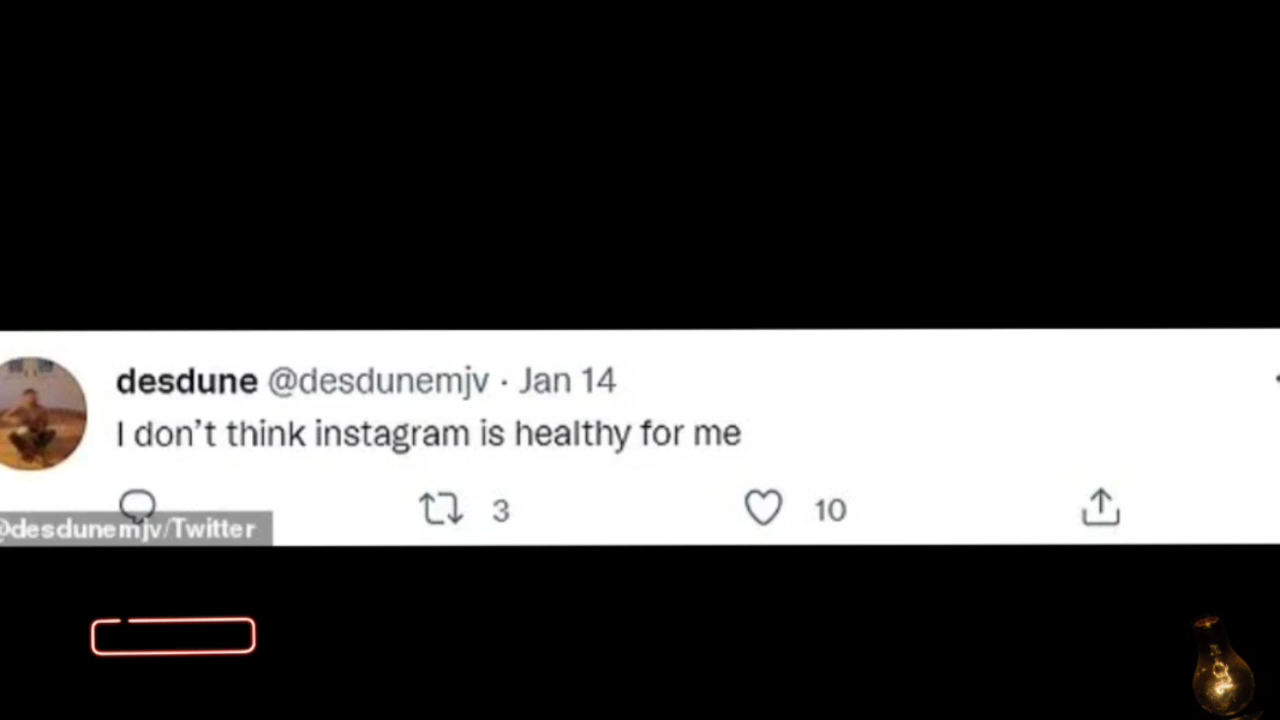 desdune @desdunemjv · Jan 14
I don't think instagram is healthy for me
3 10
@desdunemjv/Twitter